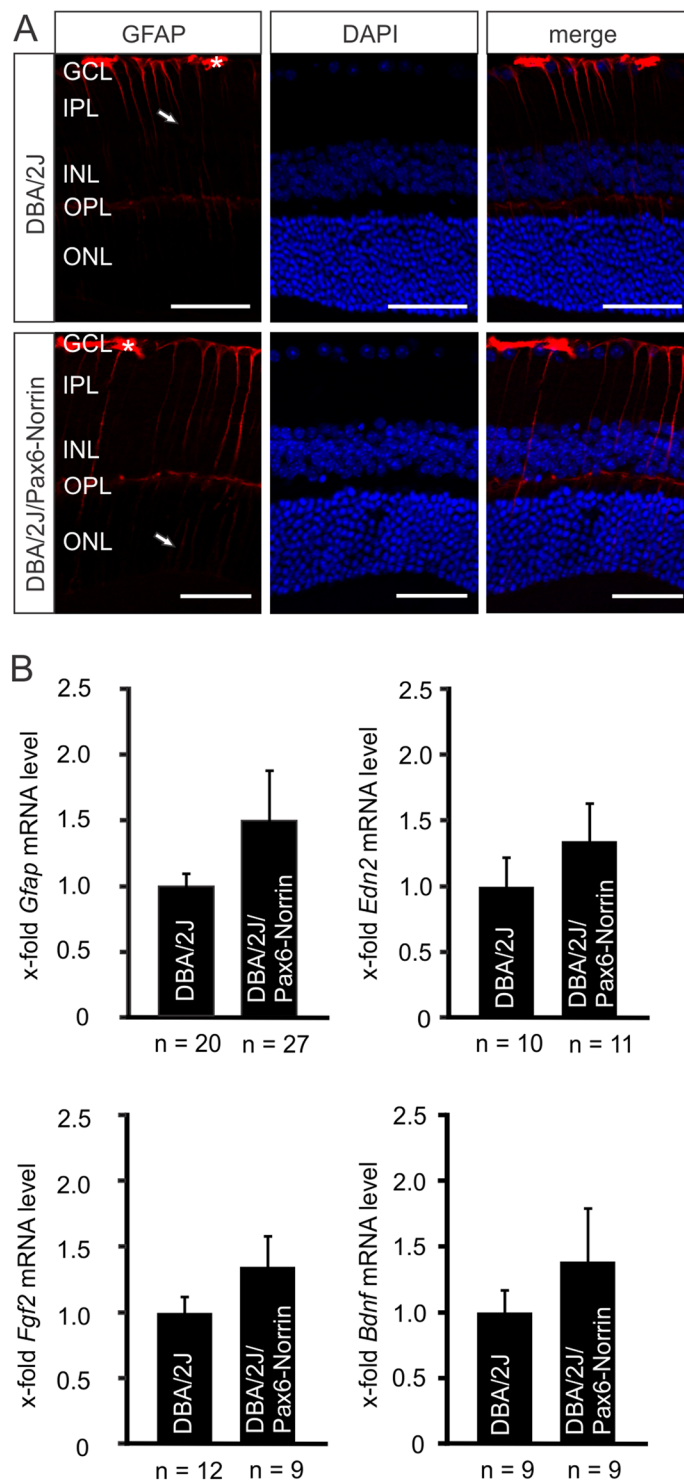 A
GFAP
DAPI
merge
DBA/2J
GCL
*
IPL
INL
OPL
ONL
DBA/2J/Pax6-Norrin
GCL
*
IPL
INL
OPL
ONL
B
x-fold Gfap mRNA level
2.5
2.0
1.5
1.0
0.5
0
DBA/2J
DBA/2J/
Pax6-Norrin
n = 20
n = 27
x-fold Edn2 mRNA level
2.5
2.0
1.5
1.0
0.5
0
DBA/2J
DBA/2J/
Pax6-Norrin
n = 10
n = 11
x-fold Fgf2 mRNA level
2.5
2.0
1.5
1.0
0.5
0
DBA/2J
DBA/2J/
Pax6-Norrin
n = 12
n = 9
x-fold Bdnf mRNA level
2.5
2.0
1.5
1.0
0.5
0
DBA/2J
DBA/2J/
Pax6-Norrin
n = 9
n = 9